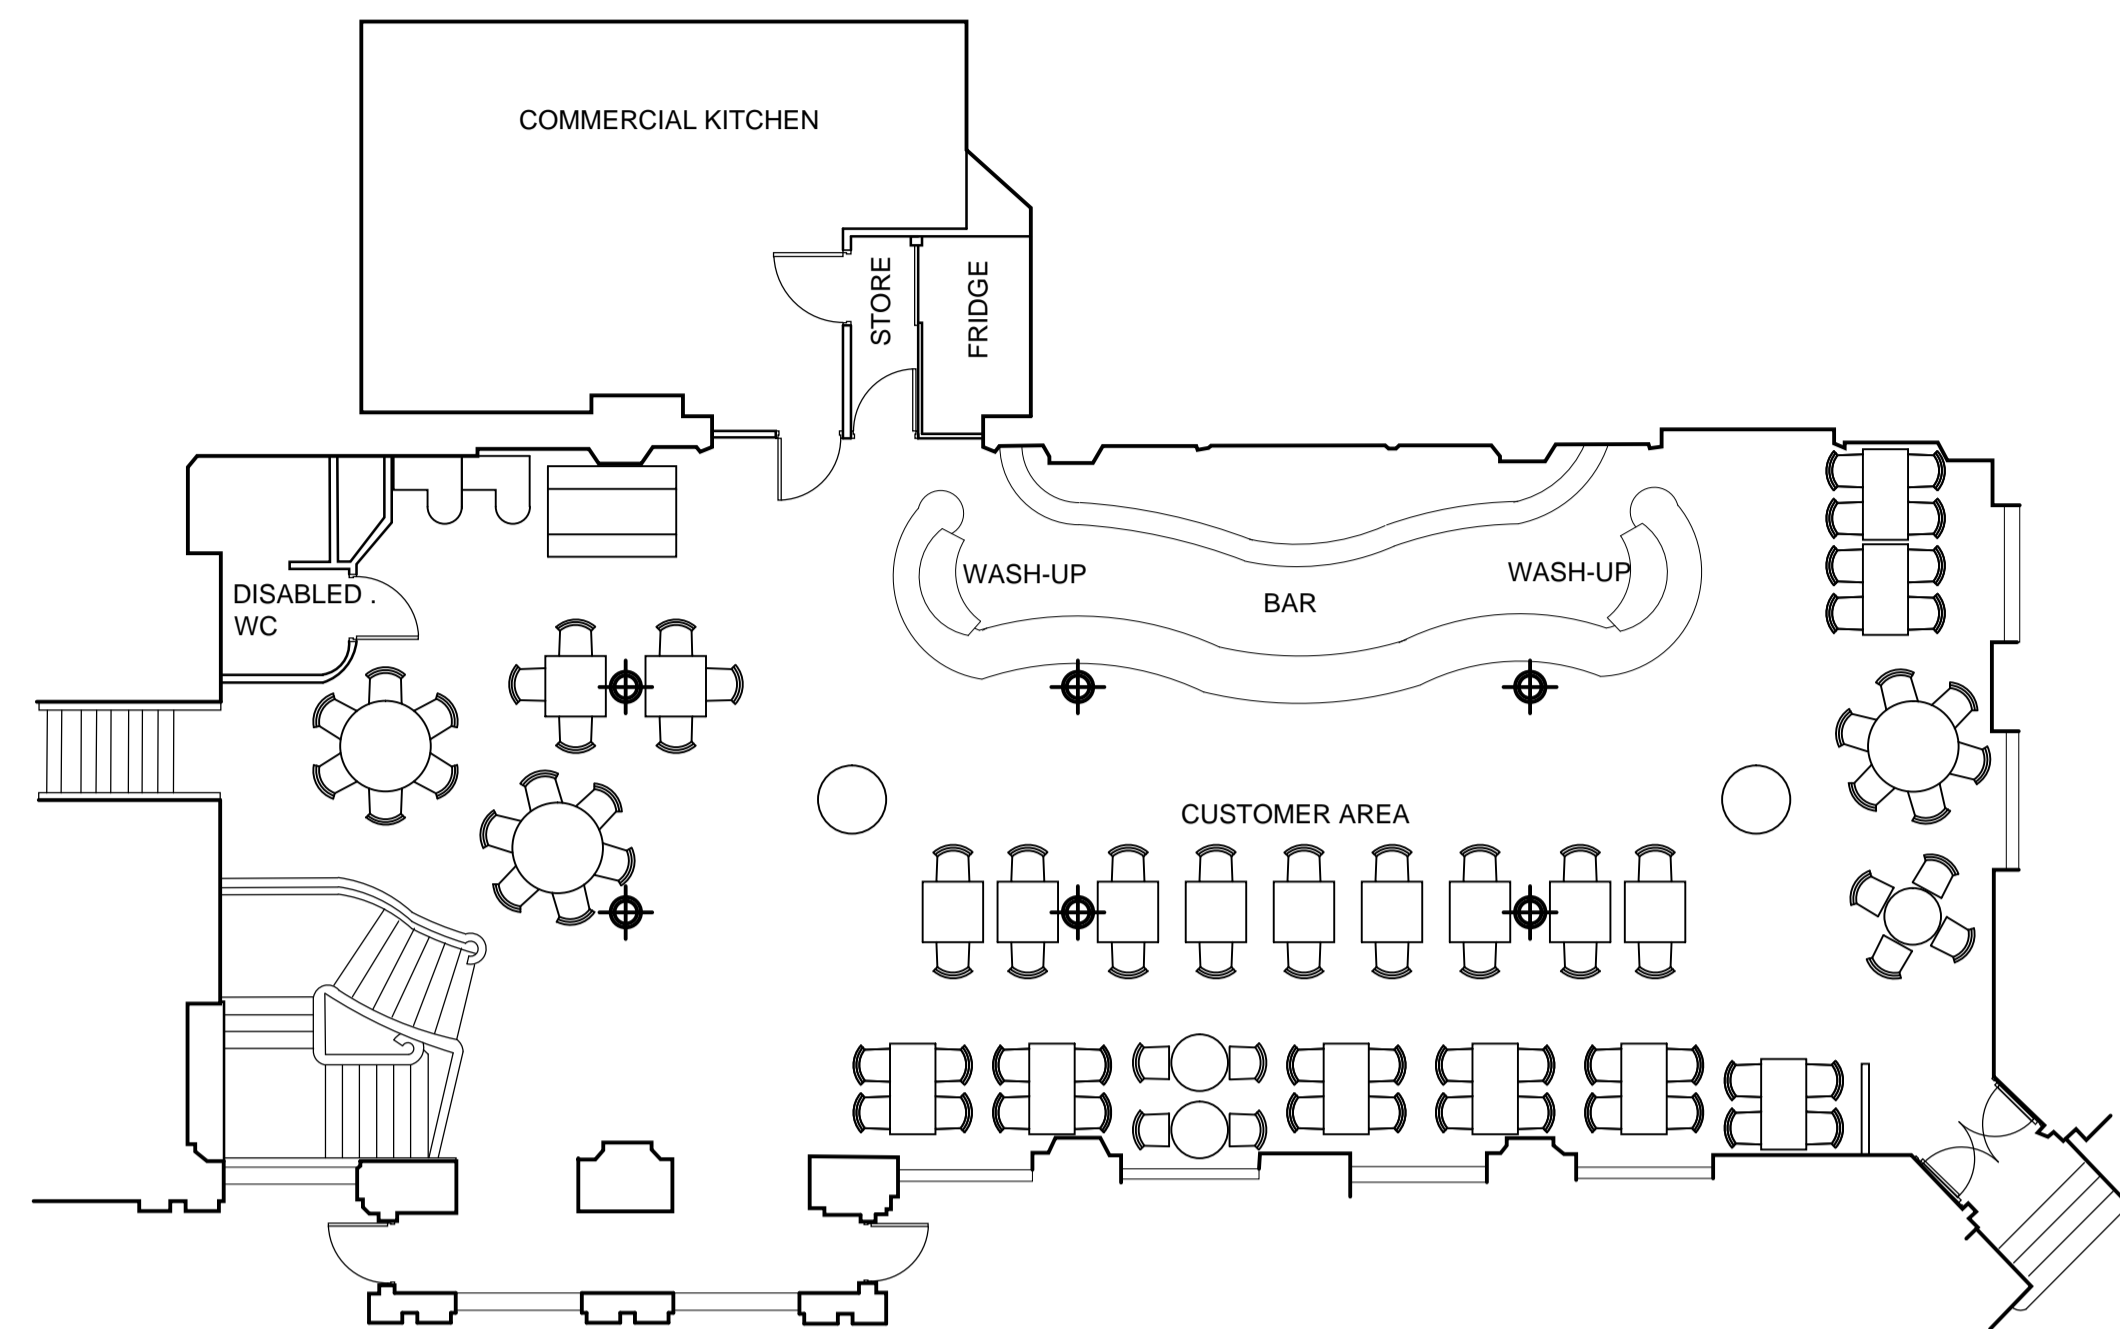 COMMERCIAL KITCHEN
STORE
FRIDGE
DISABLED .
WC
WASH-UP
BAR
WASH-UP
CUSTOMER AREA